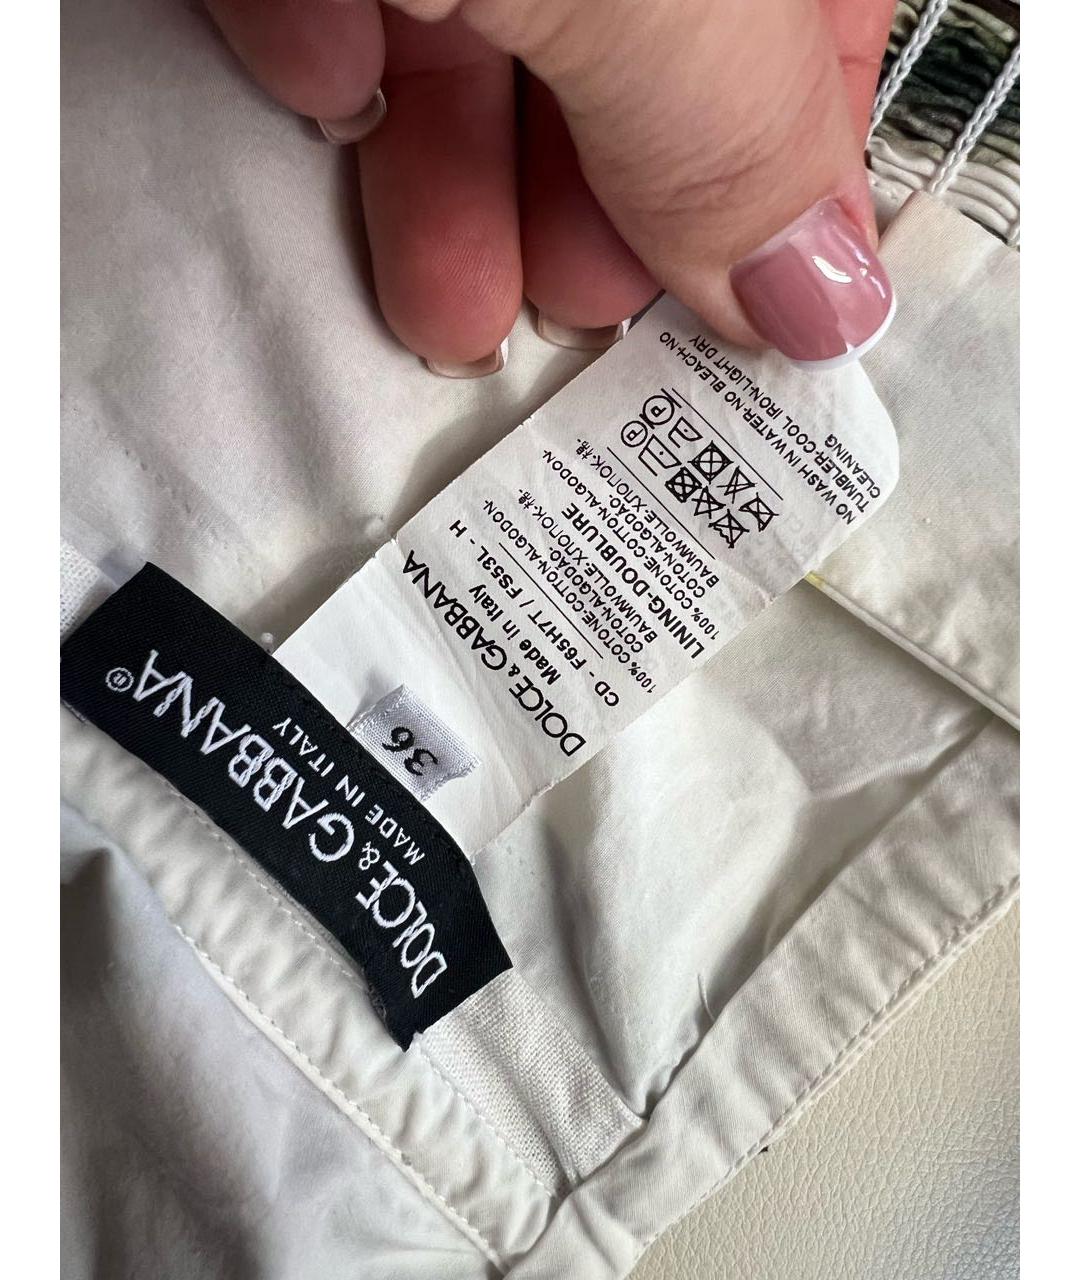 DOLCE & GABBANA
MADE IN ITALY
36
DOLCE & GABBANA
Made in Italy
CD - F65H7T / FS53L - H
100% COTONE-COTTON-ALGODON-
COTON-ALGODÃO-
BAUMWOLLE-ХЛОПОК-棉-
LINING-DOUBLURE
100% COTONE-COTTON-ALGODON-
COTON-ALGODÃO-
BAUMWOLLE-ХЛОПОК-棉-
P P
NO WASH IN WATER-NO BLEACH-NO
TUMBLER-COOL IRON-LIGHT DRY
CLEANING